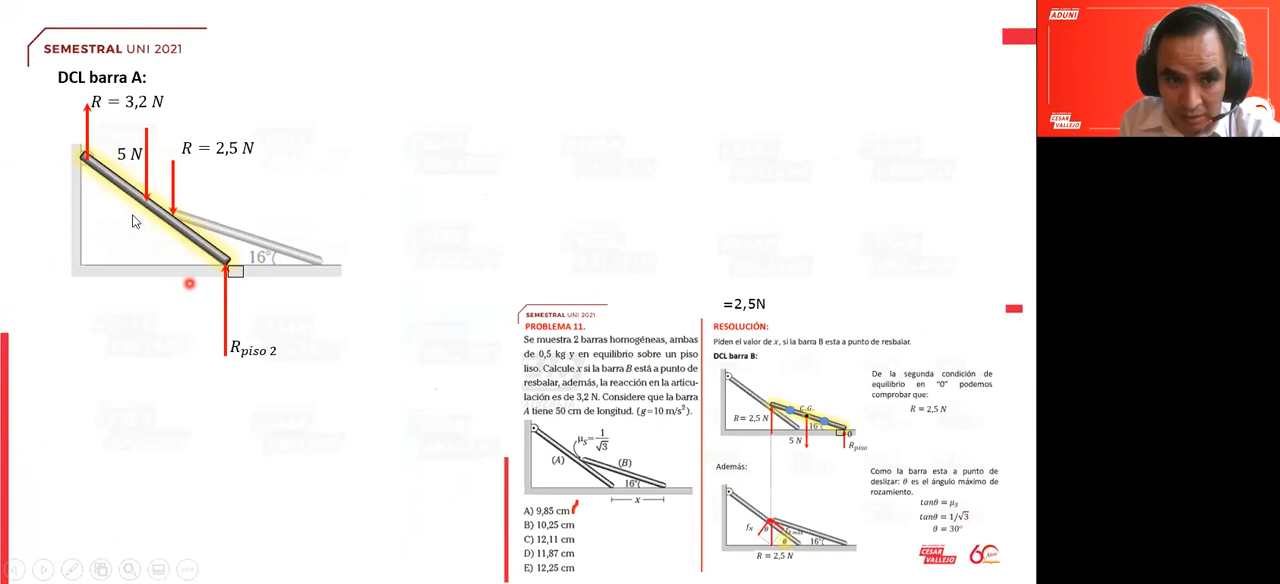 SEMESTRAL UNI 2021
DCL barra A:
R = 3,2 N
5 N
R = 2,5 N
16°
R piso 2
=2,5N
SEMESTRAL UNI 2021
PROBLEMA 11.
Se muestra 2 barras homogéneas, ambas
de 0,5 kg y en equilibrio sobre un piso
liso. Calcule x si la barra B está a punto de
resbalar, además, la reacción en la articu-
lación es de 3,2 N. Considere que la barra
A tiene 50 cm de longitud. (g=10 m/s²).
μs=1/√3
(A)
(B)
16°
x
A) 9,85 cm
B) 10,25 cm
C) 12,11 cm
D) 11,87 cm
E) 12,25 cm
RESOLUCIÓN:
Piden el valor de x, si la barra B esta a punto de resbalar.
DCL barra B:
C.G.
R = 2,5 N
16°
O
5 N
R piso
De la segunda condición de
equilibrio en "0" podemos
comprobar que:
R = 2,5 N
Además:
fN
θ
θ
16°
R = 2,5 N
Como la barra esta a punto de
deslizar: θ es el ángulo máximo de
rozamiento.
tanθ = μs
tanθ = 1/√3
θ = 30°
CESAR
VALLEJO
60
ADUNI
CESAR
VALLEJO